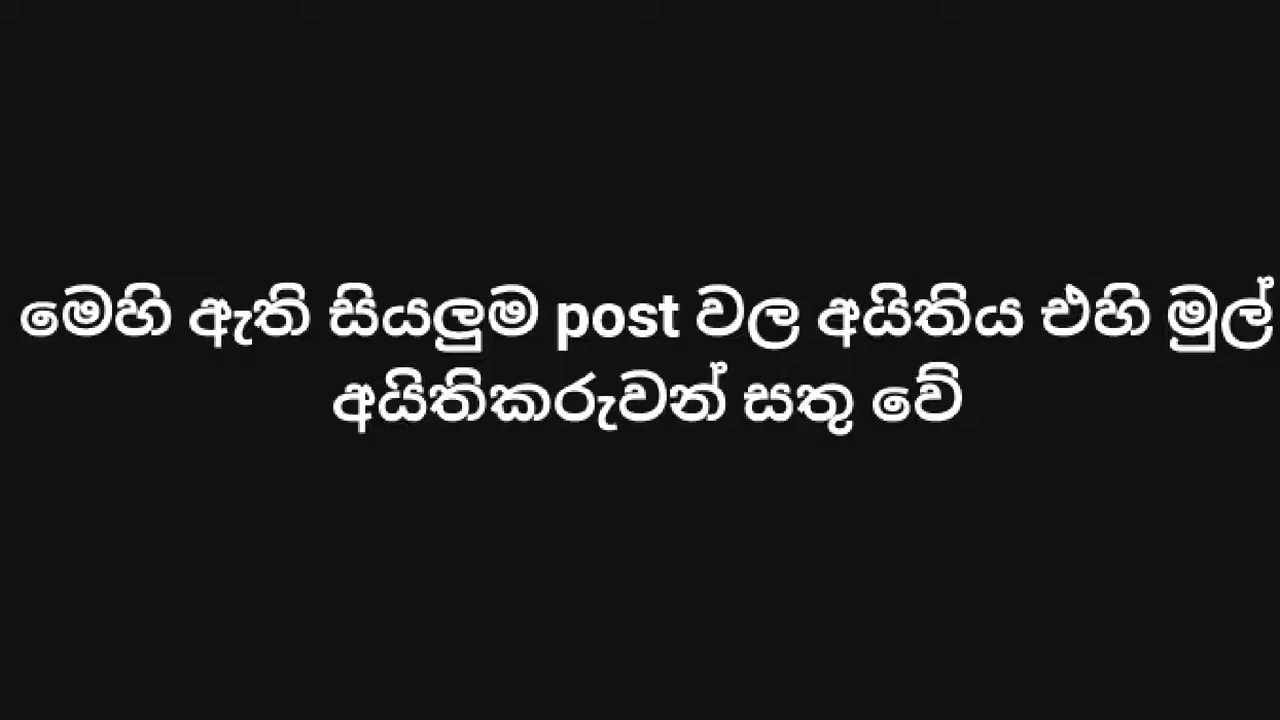 මෙහි ඇති සියලුම post වල අයිතිය එහි මුල්
අයිතිකරුවන් සතු වේ